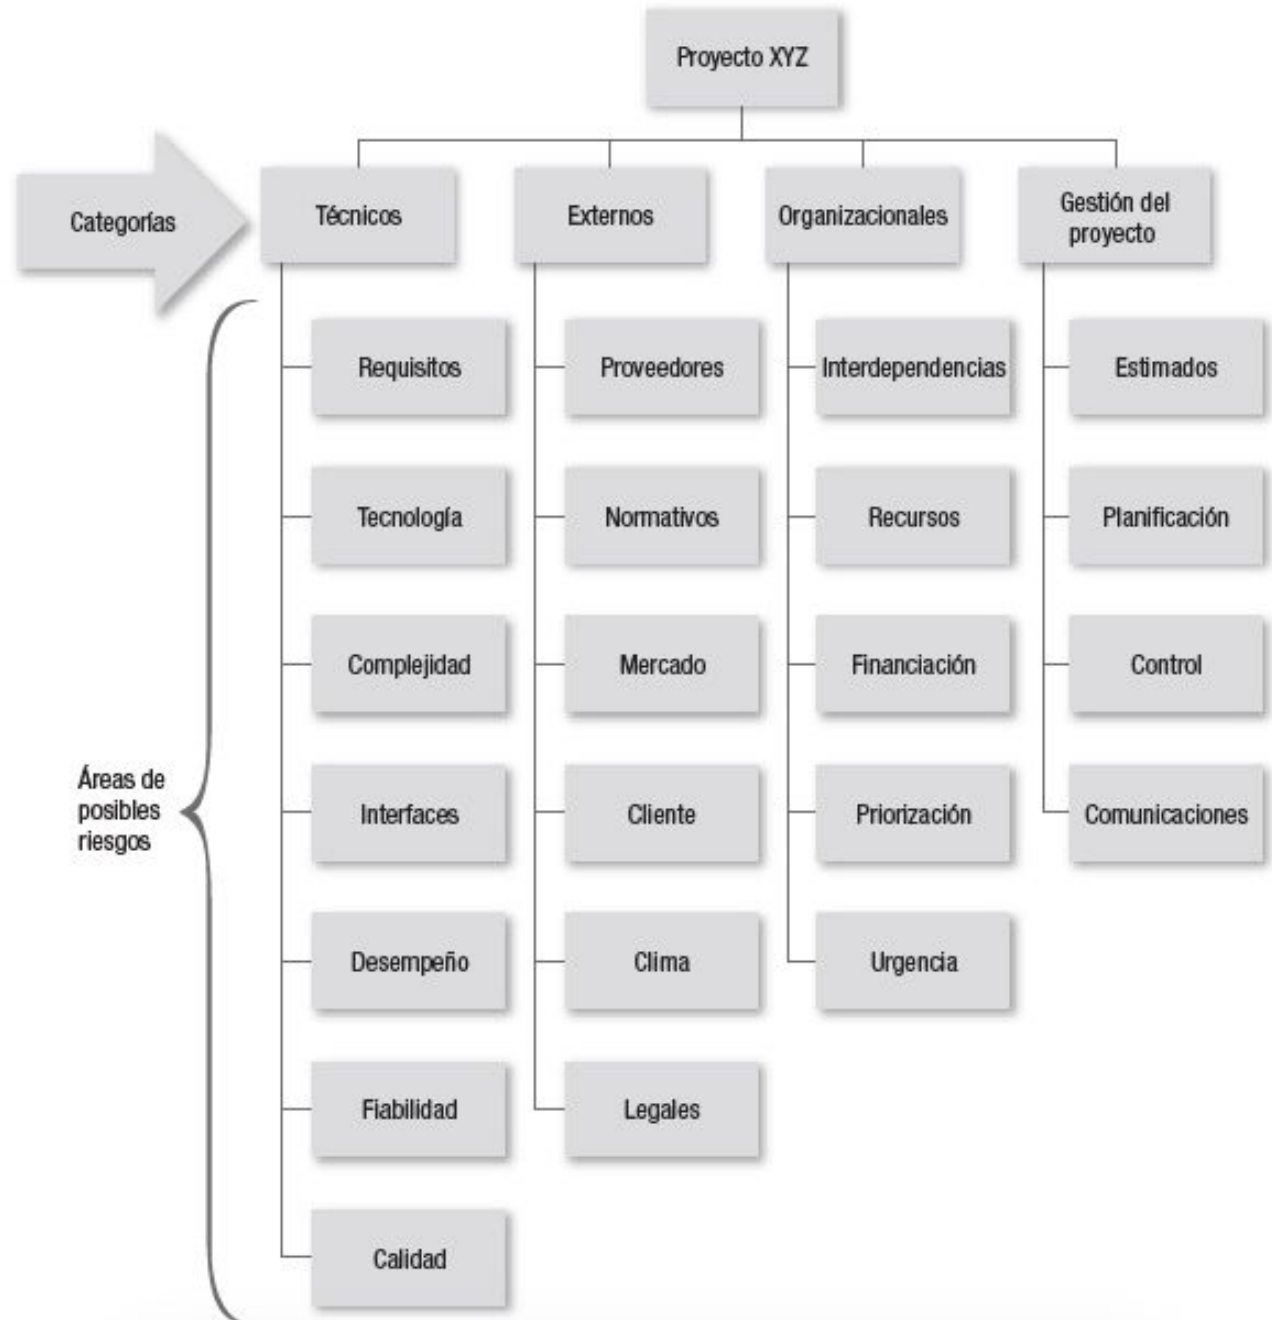 Proyecto XYZ
Categorías
Técnicos
Externos
Organizacionales
Gestión del
proyecto
Áreas de
posibles
riesgos
Requisitos
Proveedores
Interdependencias
Estimados
Tecnología
Normativos
Recursos
Planificación
Complejidad
Mercado
Financiación
Control
Interfaces
Cliente
Priorización
Comunicaciones
Desempeño
Clima
Urgencia
Fiabilidad
Legales
Calidad